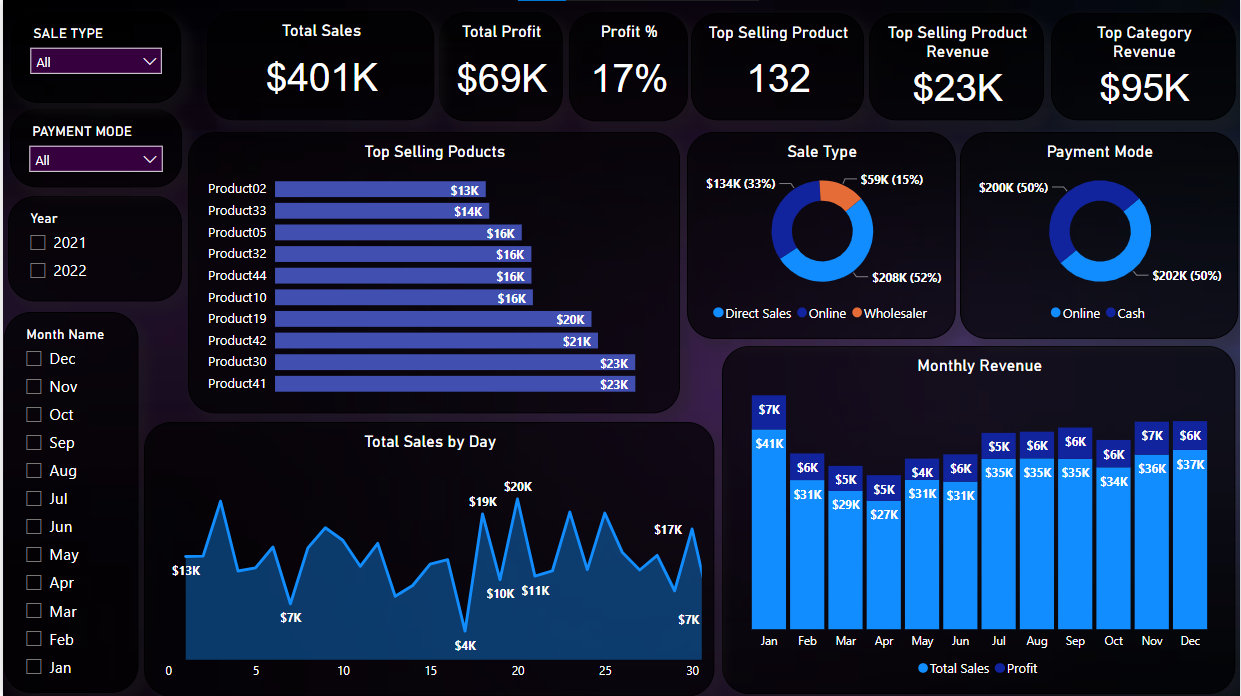 SALE TYPE
All
PAYMENT MODE
All
Year
2021
2022
Month Name
Dec
Nov
Oct
Sep
Aug
Jul
Jun
May
Apr
Mar
Feb
Jan
Total Sales
$401K
Total Profit
$69K
Profit %
17%
Top Selling Product
132
Top Selling Product
Revenue
$23K
Top Category
Revenue
$95K
Top Selling Poducts
Product02 $13K
Product33 $14K
Product05 $16K
Product32 $16K
Product44 $16K
Product10 $16K
Product19 $20K
Product42 $21K
Product30 $23K
Product41 $23K
Sale Type
$134K (33%)
$59K (15%)
$208K (52%)
Direct Sales Online Wholesaler
Payment Mode
$200K (50%)
$202K (50%)
Online Cash
Total Sales by Day
$20K
$19K
$17K
$13K
$10K $11K
$7K
$7K
$4K
0 5 10 15 20 25 30
Monthly Revenue
$7K $6K $5K $5K $4K $6K $5K $6K $6K $6K $7K $6K
$41K $31K $29K $27K $31K $31K $35K $35K $35K $34K $36K $37K
Jan Feb Mar Apr May Jun Jul Aug Sep Oct Nov Dec
Total Sales Profit